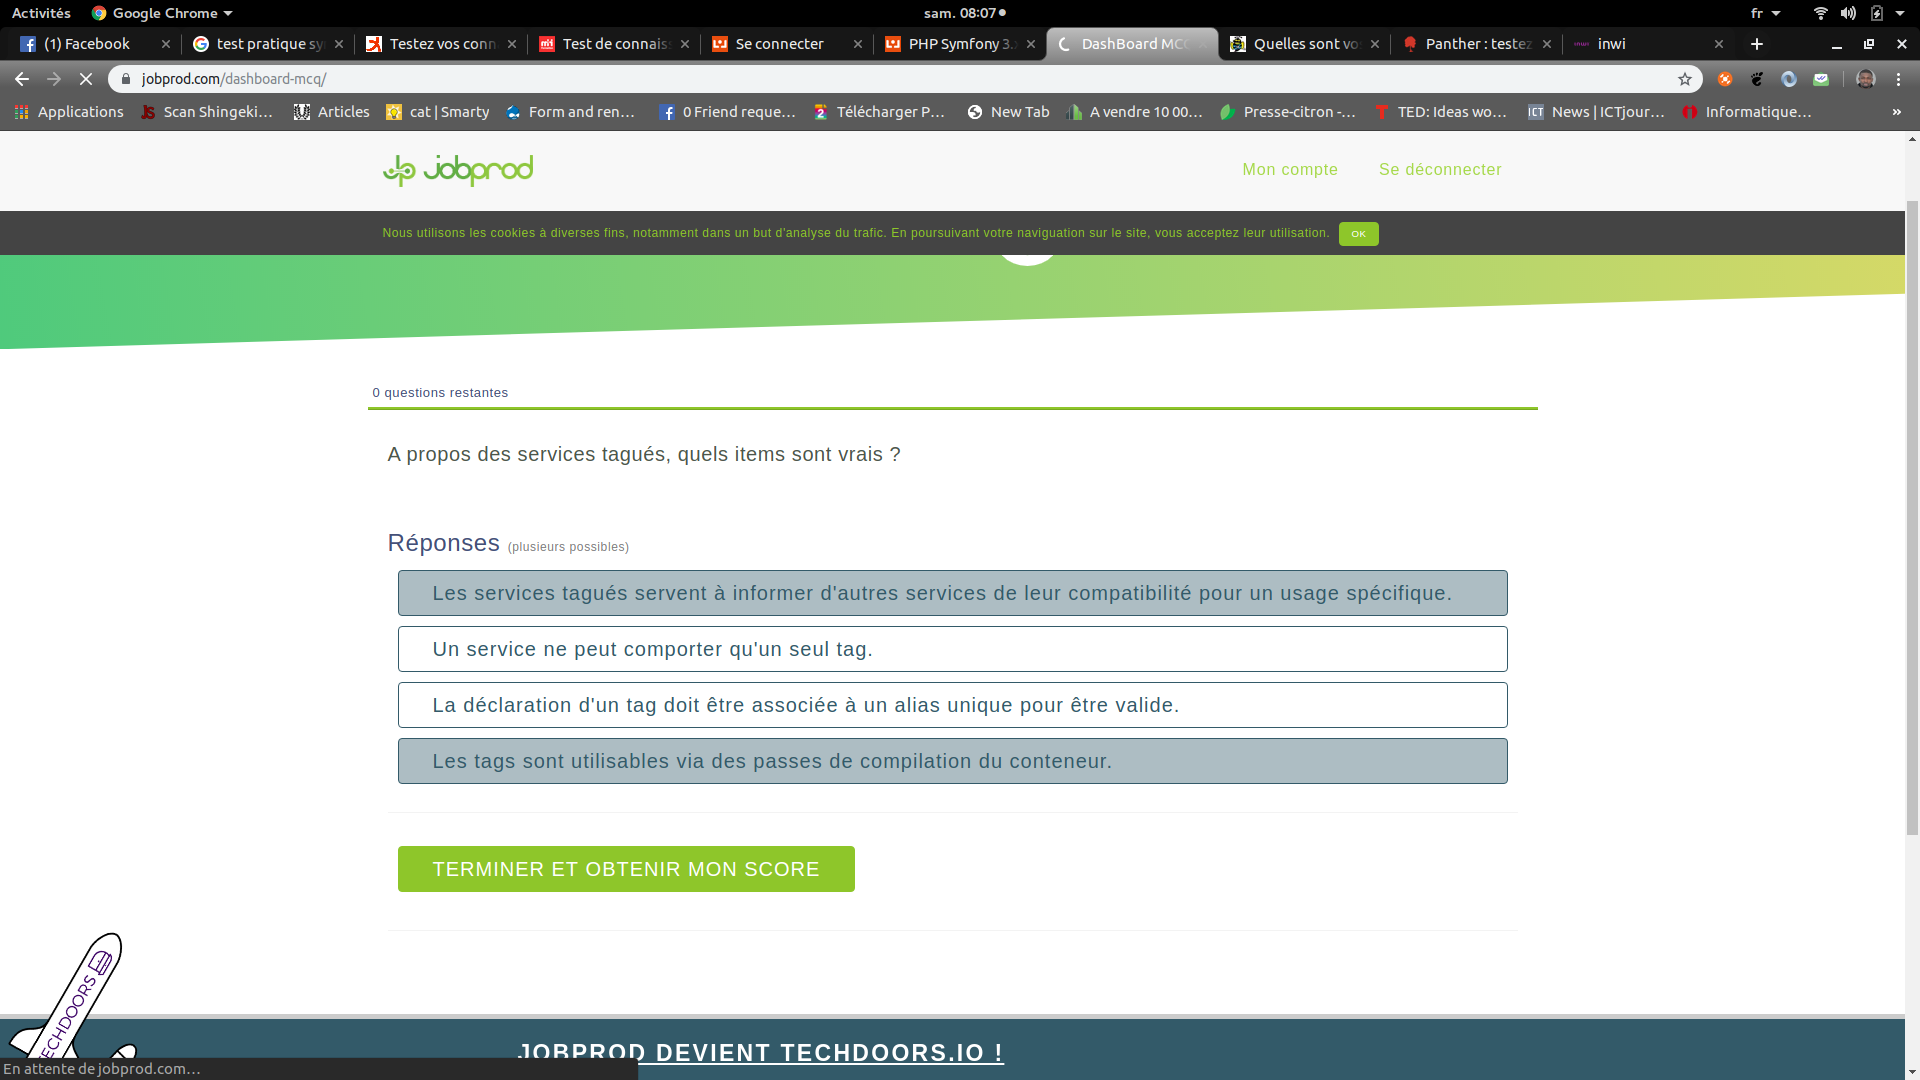 Activités Google Chrome sam. 08:07 fr
(1) Facebook test pratique sy Testez vos conn Test de connais Se connecter PHP Symfony 3. DashBoard MC Quelles sont vo Panther : testez inwi
jobprod.com/dashboard-mcq/
Applications Scan Shingeki... Articles cat | Smarty Form and ren... 0 Friend reque... Télécharger P... New Tab A vendre 10 00... Presse-citron -... TED: Ideas wo... ICT News | ICTjour... Informatique... »
jobprod Mon compte Se déconnecter
Nous utilisons les cookies à diverses fins, notamment dans un but d'analyse du trafic. En poursuivant votre naviguation sur le site, vous acceptez leur utilisation. OK
0 questions restantes
A propos des services tagués, quels items sont vrais ?
Réponses (plusieurs possibles)
Les services tagués servent à informer d'autres services de leur compatibilité pour un usage spécifique.
Un service ne peut comporter qu'un seul tag.
La déclaration d'un tag doit être associée à un alias unique pour être valide.
Les tags sont utilisables via des passes de compilation du conteneur.
TERMINER ET OBTENIR MON SCORE
TECHDOORS
JOBPROD DEVIENT TECHDOORS.IO !
En attente de jobprod.com...